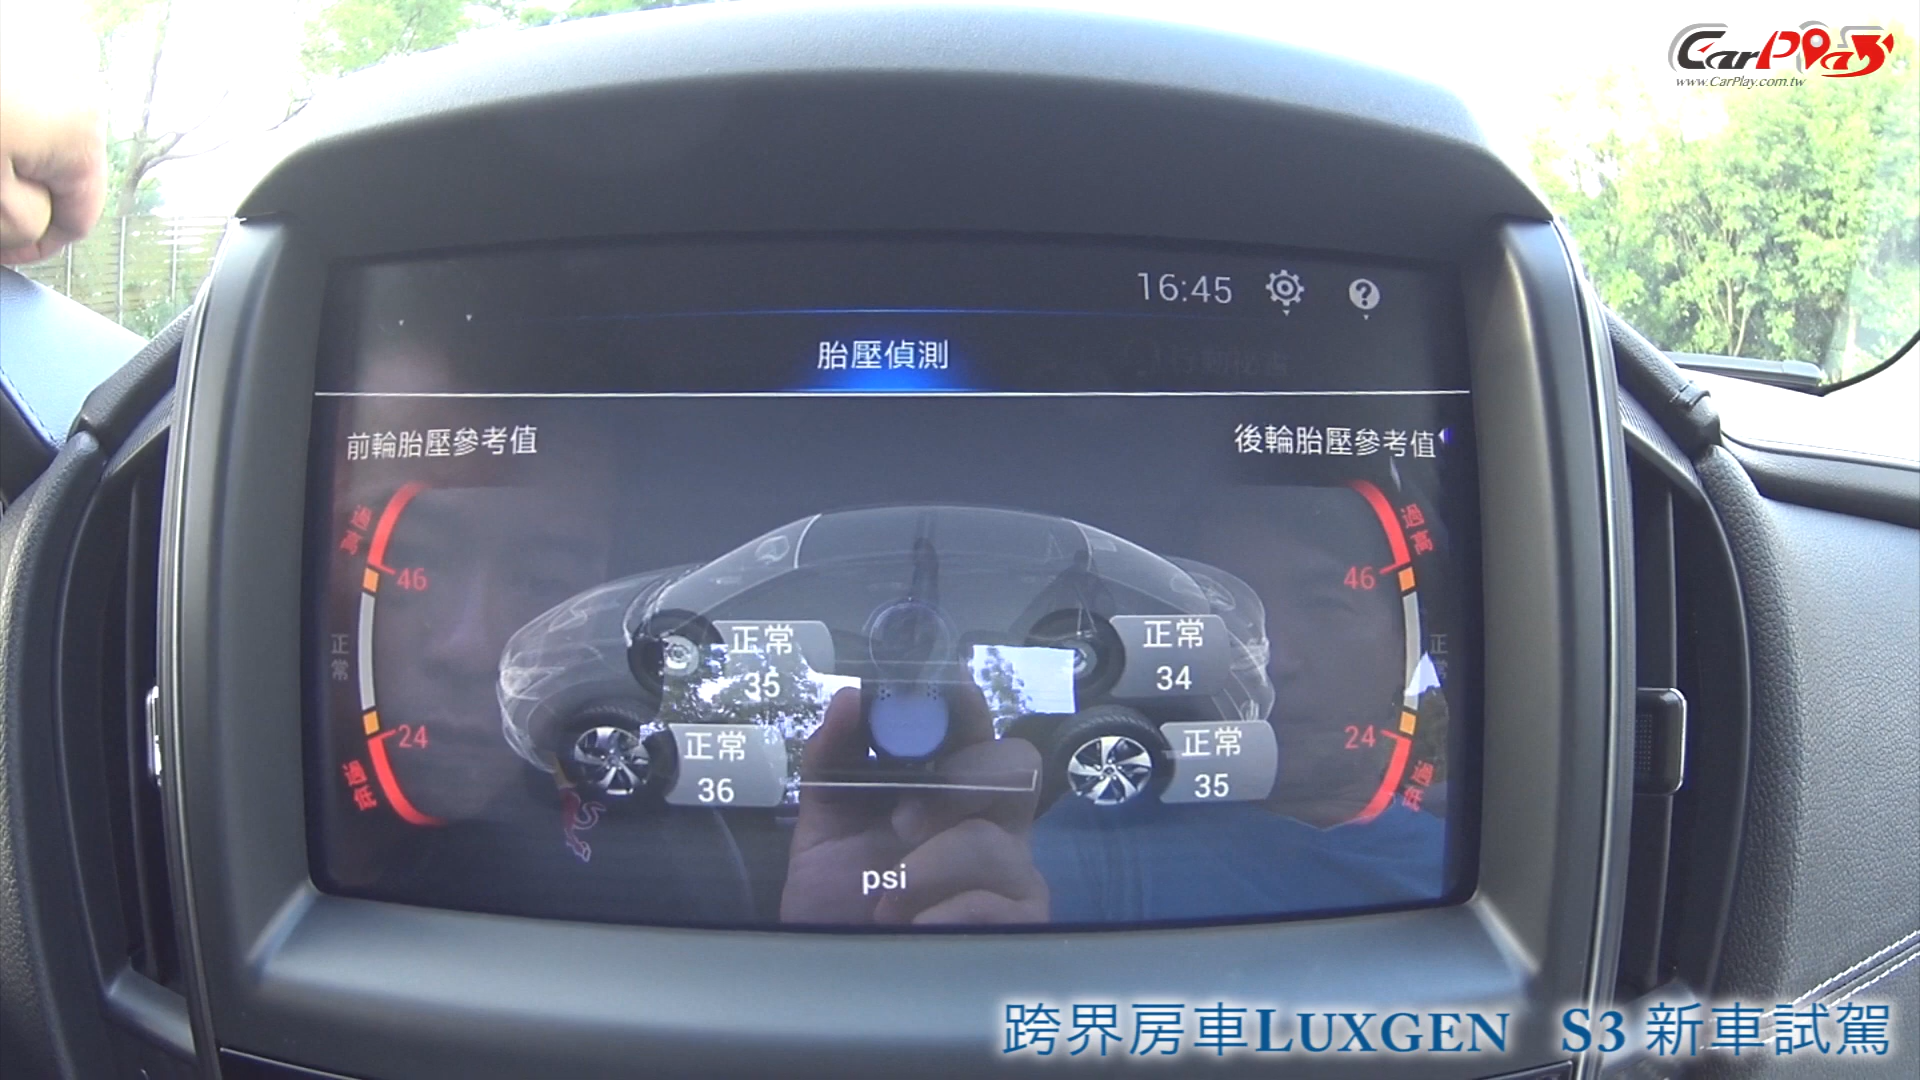 CarPlay
www.CarPlay.com.tw
16:45
胎壓偵測
前輪胎壓參考值
後輪胎壓參考值
過高
過高
46
46
正常
35
正常
34
正常
正常
24
24
正常
36
正常
35
過低
過低
psi
跨界房車LUXGEN S3 新車試駕